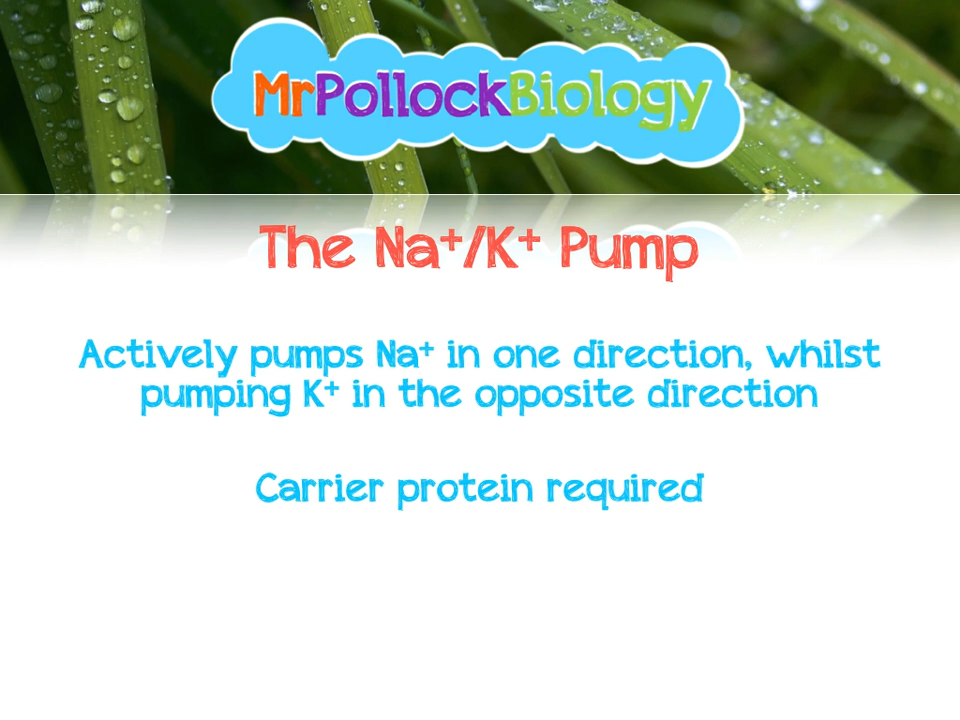 MrPollockBiology
The Na⁺/K⁺ Pump
Actively pumps Na⁺ in one direction, whilst
pumping K⁺ in the opposite direction
Carrier protein required